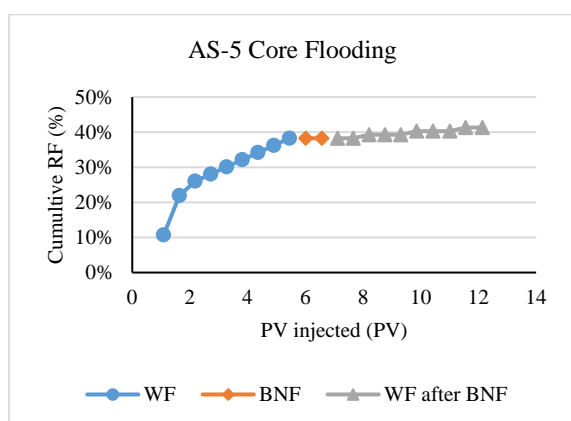 AS-5 Core Flooding
50%
40%
30%
20%
10%
0%
Cumultive RF (%)
0 2 4 6 8 10 12 14
PV injected (PV)
WF BNF WF after BNF